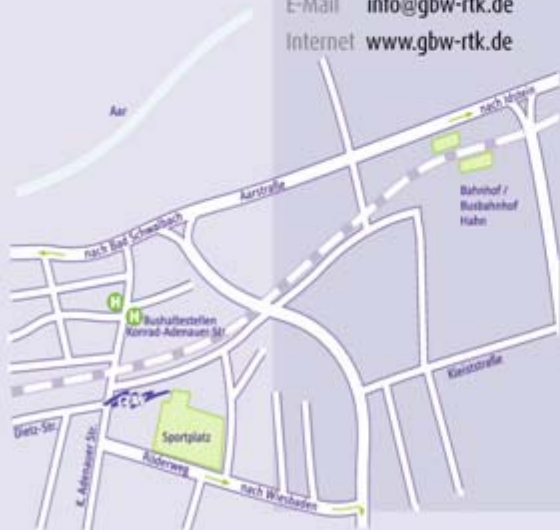 E-Mail info@gbw-rtk.de
Internet www.gbw-rtk.de
Aar
nach Idstein
Aarstraße
Bahnhof /
Busbahnhof
Hahn
nach Bad Schwalbach
H
H
Bushaltestellen
Konrad-Adenauer Str.
Kleiststraße
Dietz-Str.
K. Adenauer Str.
Sportplatz
Röderweg
nach Wiesbaden